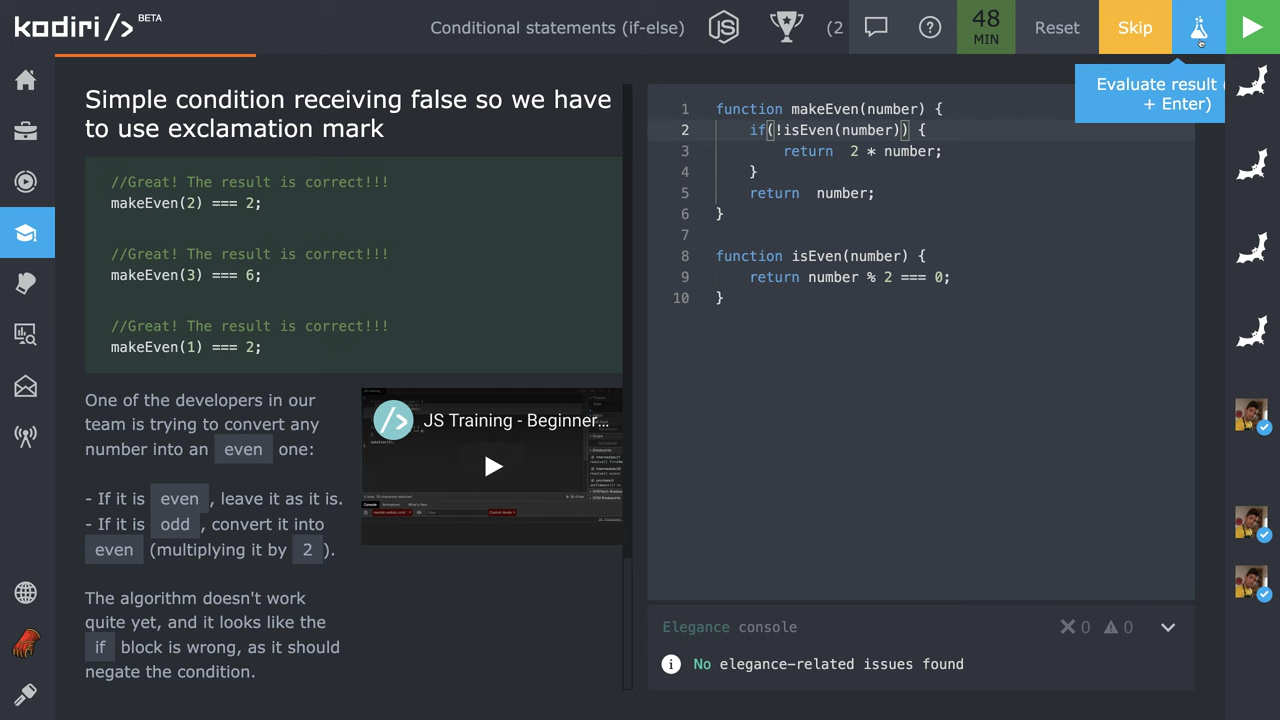 kodiri </> BETA
Conditional statements (if-else)
(2
48
MIN
Reset
Skip
Evaluate result (
+ Enter)
Simple condition receiving false so we have
to use exclamation mark
//Great! The result is correct!!!
makeEven(2) === 2;
//Great! The result is correct!!!
makeEven(3) === 6;
//Great! The result is correct!!!
makeEven(1) === 2;
One of the developers in our
team is trying to convert any
number into an even one:
- If it is even , leave it as it is.
- If it is odd , convert it into
even (multiplying it by 2 ).
The algorithm doesn't work
quite yet, and it looks like the
if block is wrong, as it should
negate the condition.
</> JS Training - Beginner...
1 function makeEven(number) {
2 if(!isEven(number)) {
3 return 2 * number;
4 }
5 return number;
6 }
7
8 function isEven(number) {
9 return number % 2 === 0;
10 }
Elegance console
0 0
No elegance-related issues found